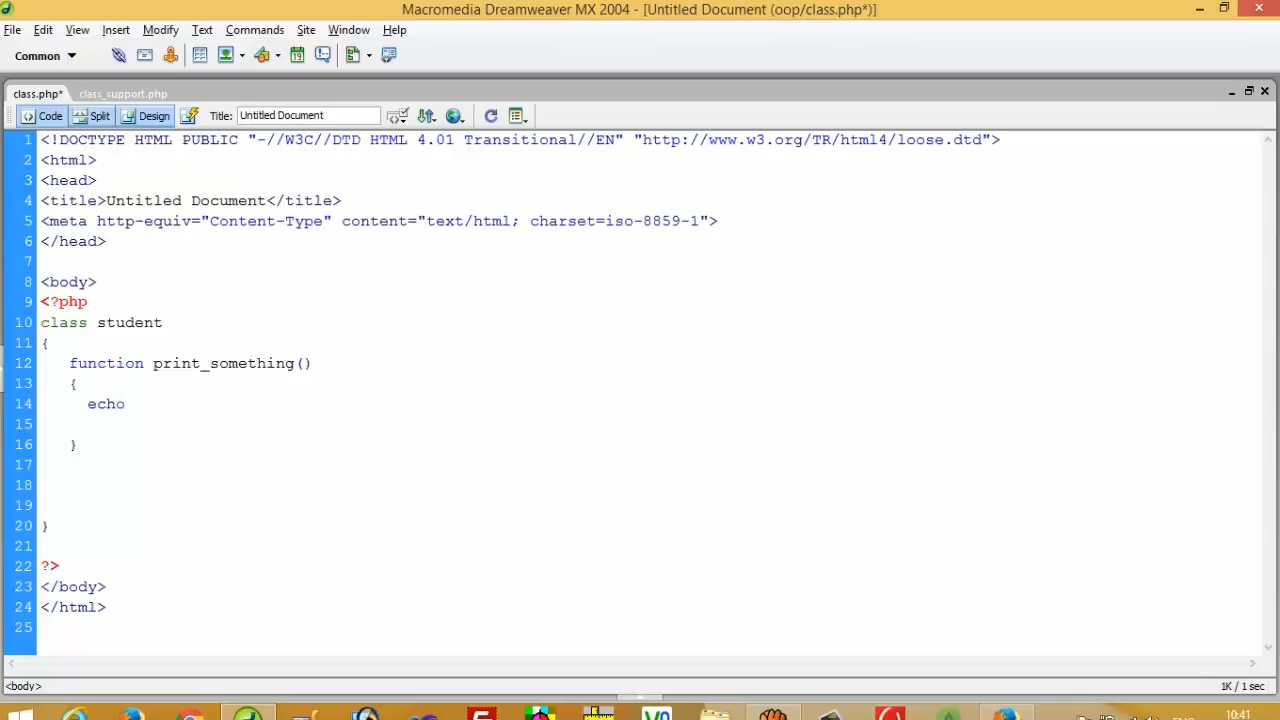 Macromedia Dreamweaver MX 2004 - [Untitled Document (oop/class.php*)]
File Edit View Insert Modify Text Commands Site Window Help
Common
class.php* class_support.php
Code Split Design Title: Untitled Document
1 <!DOCTYPE HTML PUBLIC "-//W3C//DTD HTML 4.01 Transitional//EN" "http://www.w3.org/TR/html4/loose.dtd">
2 <html>
3 <head>
4 <title>Untitled Document</title>
5 <meta http-equiv="Content-Type" content="text/html; charset=iso-8859-1">
6 </head>
7
8 <body>
9 <?php
10 class student
11 {
12 function print_something()
13 {
14 echo
15
16 }
17
18
19
20 }
21
22 ?>
23 </body>
24 </html>
25
<body> 1K / 1 sec
10:41